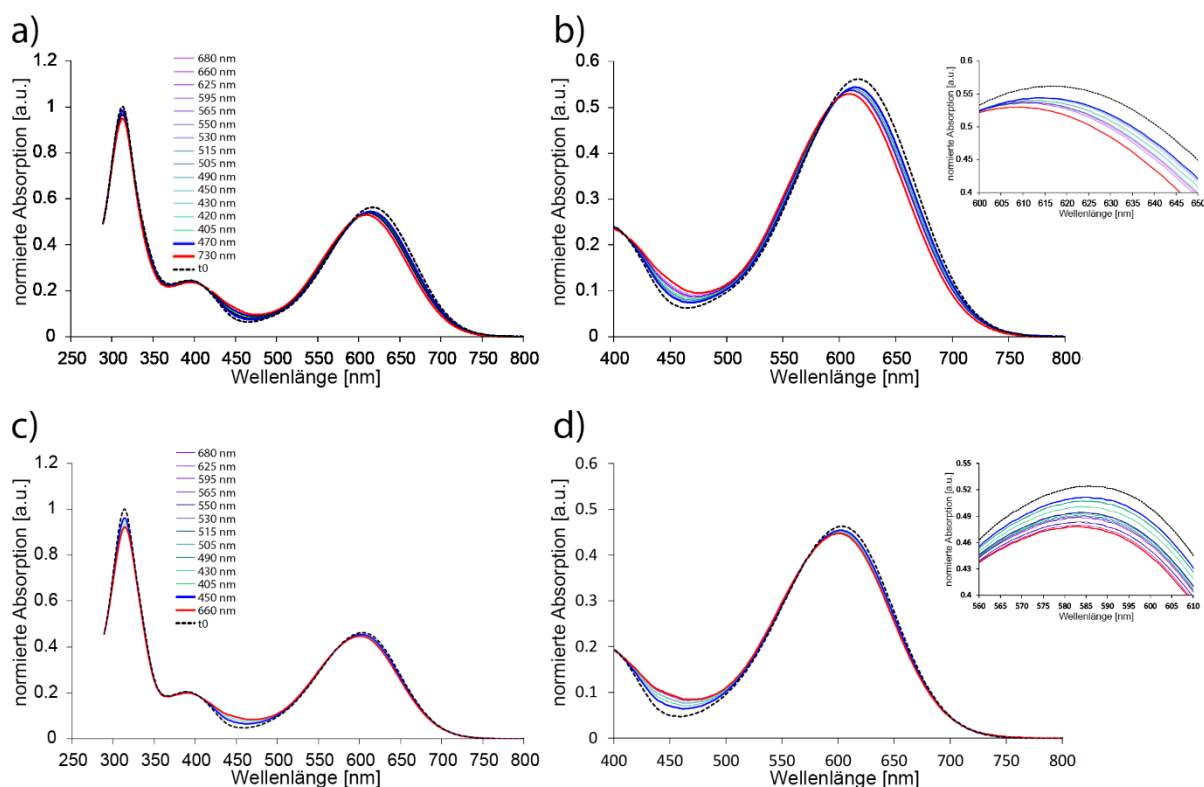 a)
normierte Absorption [a.u.]
1.2
1
0.8
0.6
0.4
0.2
0
250 300 350 400 450 500 550 600 650 700 750 800
Wellenlänge [nm]
680 nm
660 nm
625 nm
595 nm
565 nm
550 nm
530 nm
515 nm
505 nm
490 nm
450 nm
430 nm
420 nm
405 nm
470 nm
730 nm
t0
b)
normierte Absorption [a.u.]
0.6
0.5
0.4
0.3
0.2
0.1
0
400 450 500 550 600 650 700 750 800
Wellenlänge [nm]
normierte Absorption [a.u.]
0.6
0.55
0.5
0.45
0.4
600 605 610 615 620 625 630 635 640 645 650
Wellenlänge [nm]
c)
normierte Absorption [a.u.]
1.2
1
0.8
0.6
0.4
0.2
0
250 300 350 400 450 500 550 600 650 700 750 800
Wellenlänge [nm]
680 nm
625 nm
595 nm
565 nm
550 nm
530 nm
515 nm
505 nm
490 nm
430 nm
405 nm
450 nm
660 nm
t0
d)
normierte Absorption [a.u.]
0.6
0.5
0.4
0.3
0.2
0.1
0
400 450 500 550 600 650 700 750 800
Wellenlänge [nm]
normierte Absorption [a.u.]
0.55
0.52
0.49
0.46
0.43
0.4
560 565 570 575 580 585 590 595 600 605 610
Wellenlänge [nm]